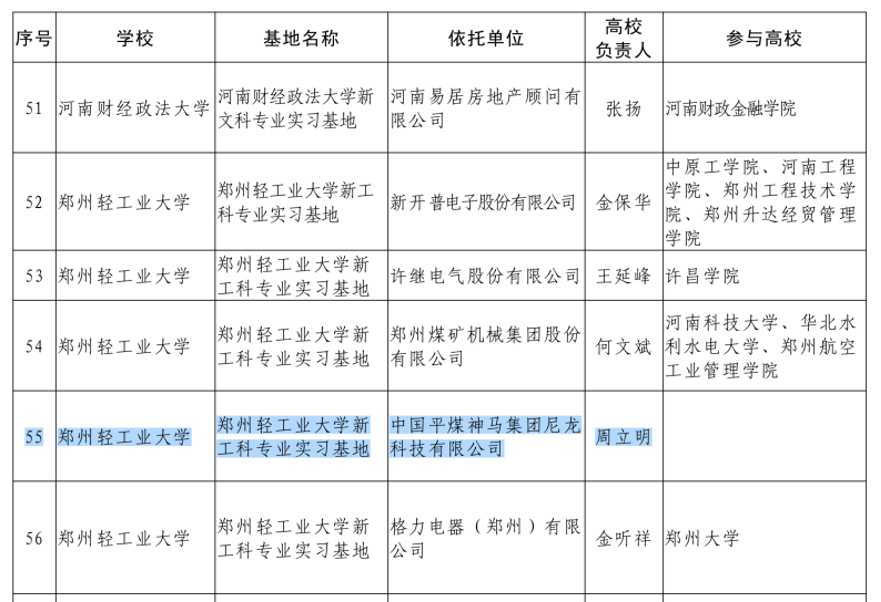 序号 学校 基地名称 依托单位 高校 参与高校
负责人
51 河南财经政法大学 河南财经政法大学新 河南易居房地产顾问有 张扬 河南财政金融学院
文科专业实习基地 限公司
52 郑州轻工业大学 郑州轻工业大学新工 新开普电子股份有限公司 金保华 中原工学院、河南工程
科专业实习基地 学院、郑州工程技术学
院、郑州升达经贸管理
学院
53 郑州轻工业大学 郑州轻工业大学新 许继电气股份有限公司 王延峰 许昌学院
工科专业实习基地
54 郑州轻工业大学 郑州轻工业大学新 郑州煤矿机械集团股份 何文斌 河南科技大学、华北水
工科专业实习基地 有限公司 利水电大学、郑州航空
工业管理学院
55 郑州轻工业大学 郑州轻工业大学新 中国平煤神马集团尼龙 周立明
工科专业实习基地 科技有限公司
56 郑州轻工业大学 郑州轻工业大学新 格力电器（郑州）有限 金听祥 郑州大学
工科专业实习基地 公司